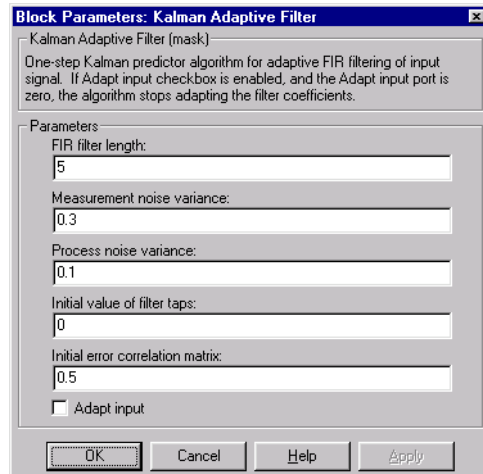 Block Parameters: Kalman Adaptive Filter
Kalman Adaptive Filter (mask)
One-step Kalman predictor algorithm for adaptive FIR filtering of input
signal. If Adapt input checkbox is enabled, and the Adapt input port is
zero, the algorithm stops adapting the filter coefficients.
Parameters
FIR filter length:
5
Measurement noise variance:
0.3
Process noise variance:
0.1
Initial value of filter taps:
0
Initial error correlation matrix:
0.5
Adapt input
OK Cancel Help Apply